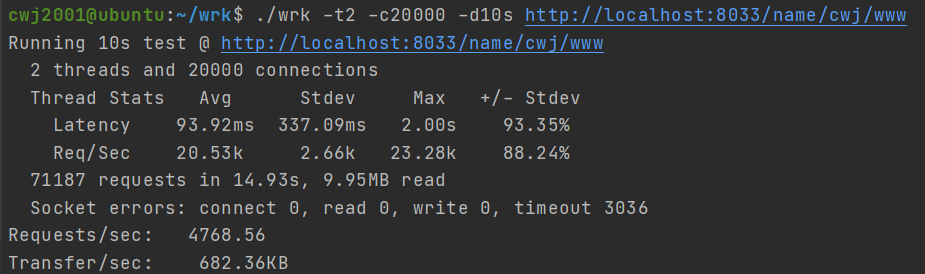 cwj2001@ubuntu:~/wrk$ ./wrk -t2 -c20000 -d10s http://localhost:8033/name/cwj/www
Running 10s test @ http://localhost:8033/name/cwj/www
  2 threads and 20000 connections
  Thread Stats   Avg      Stdev     Max   +/- Stdev
    Latency    93.92ms  337.09ms   2.00s    93.35%
    Req/Sec    20.53k     2.66k   23.28k    88.24%
  71187 requests in 14.93s, 9.95MB read
  Socket errors: connect 0, read 0, write 0, timeout 3036
Requests/sec:   4768.56
Transfer/sec:    682.36KB